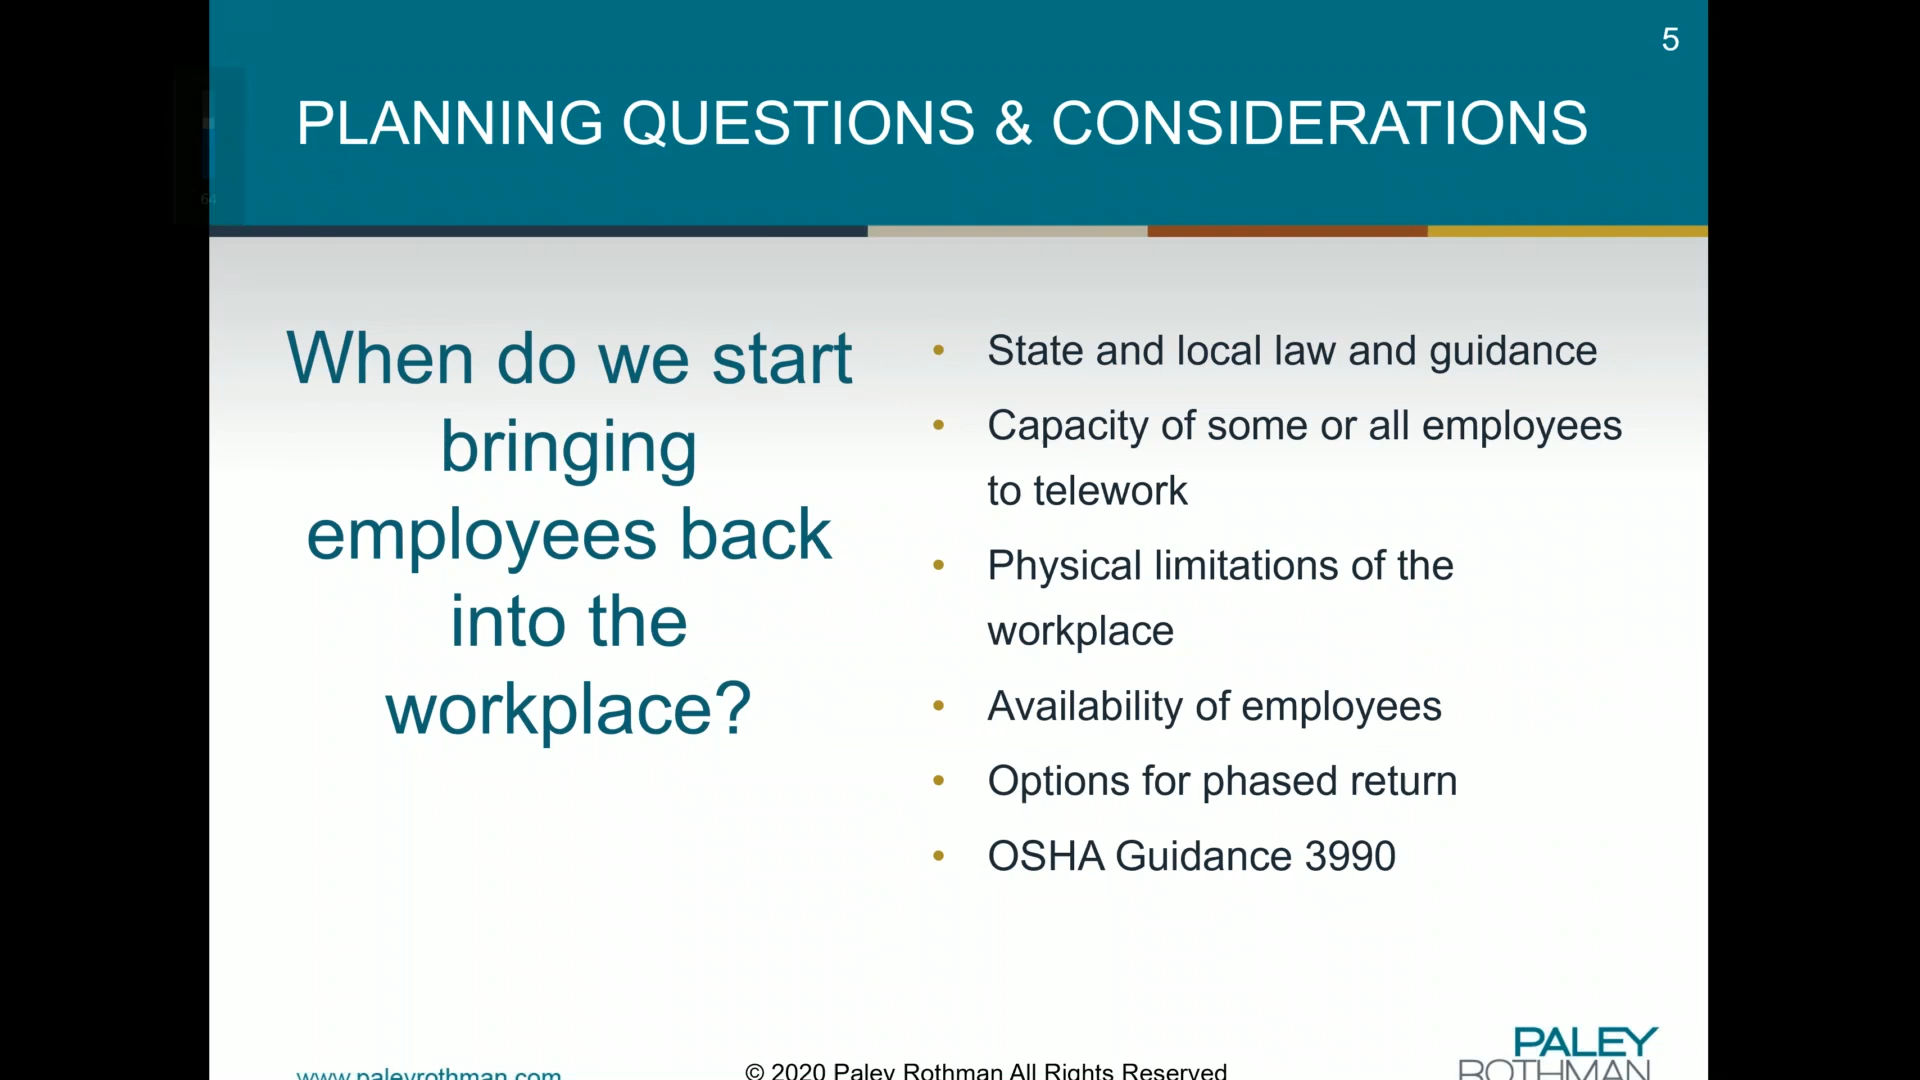 5
PLANNING QUESTIONS & CONSIDERATIONS
64
When do we start
bringing
employees back
into the
workplace?
• State and local law and guidance
• Capacity of some or all employees
to telework
• Physical limitations of the
workplace
• Availability of employees
• Options for phased return
• OSHA Guidance 3990
www.paleyrothman.com
© 2020 Paley Rothman All Rights Reserved
PALEY
ROTHMAN